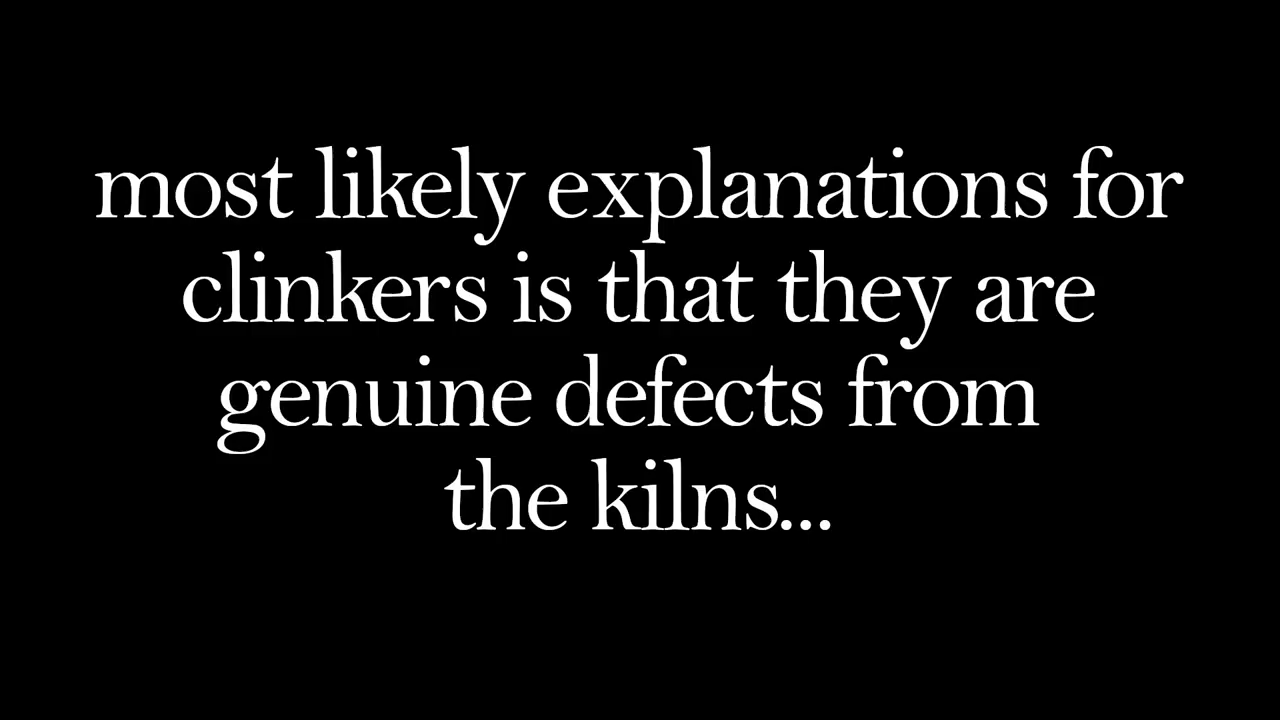 most likely explanations for
clinkers is that they are
genuine defects from
the kilns...